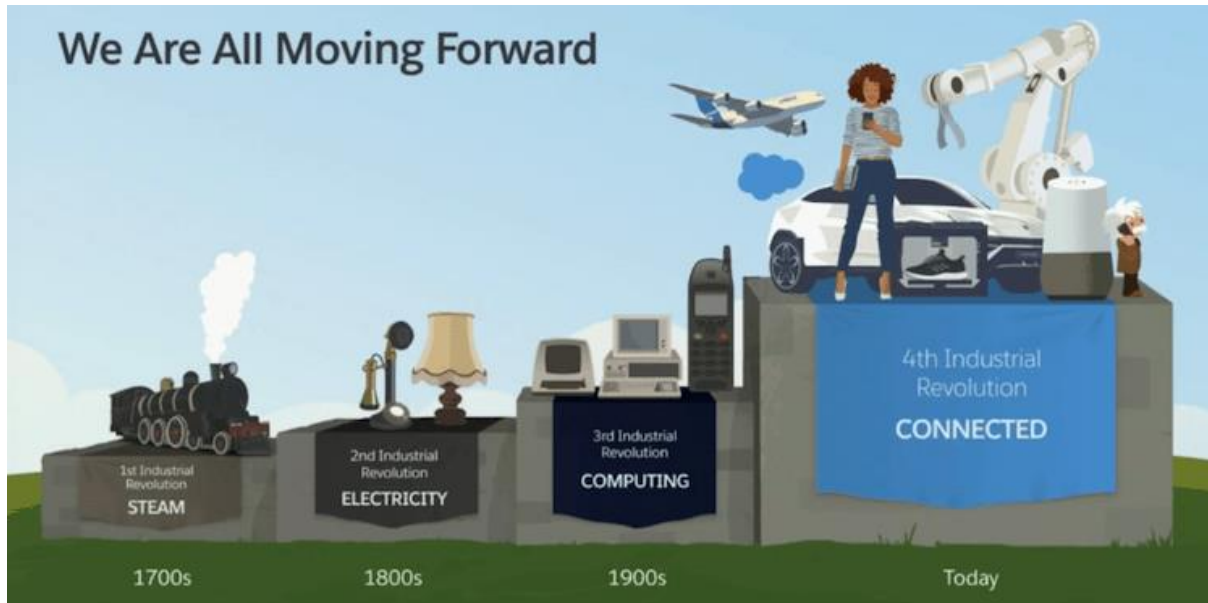 We Are All Moving Forward
1st Industrial
Revolution
STEAM
2nd Industrial
Revolution
ELECTRICITY
3rd Industrial
Revolution
COMPUTING
4th Industrial
Revolution
CONNECTED
1700s
1800s
1900s
Today